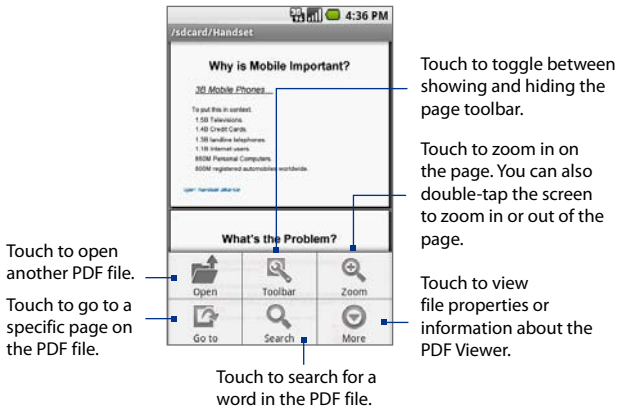 4:36 PM
/sdcard/Handset
Why is Mobile Important?
3B Mobile Phones
To put this in context:
1.5B Televisions
1.4B Credit Cards
1.3B landline telephones
1.1B Internet users
860M Personal Computers
800M registered automobiles worldwide.
open handset alliance
What's the Problem?
Open
Toolbar
Zoom
Go to
Search
More
Touch to toggle between
showing and hiding the
page toolbar.
Touch to zoom in on
the page. You can also
double-tap the screen
to zoom in or out of the
page.
Touch to open
another PDF file.
Touch to go to a
specific page on
the PDF file.
Touch to view
file properties or
information about the
PDF Viewer.
Touch to search for a
word in the PDF file.